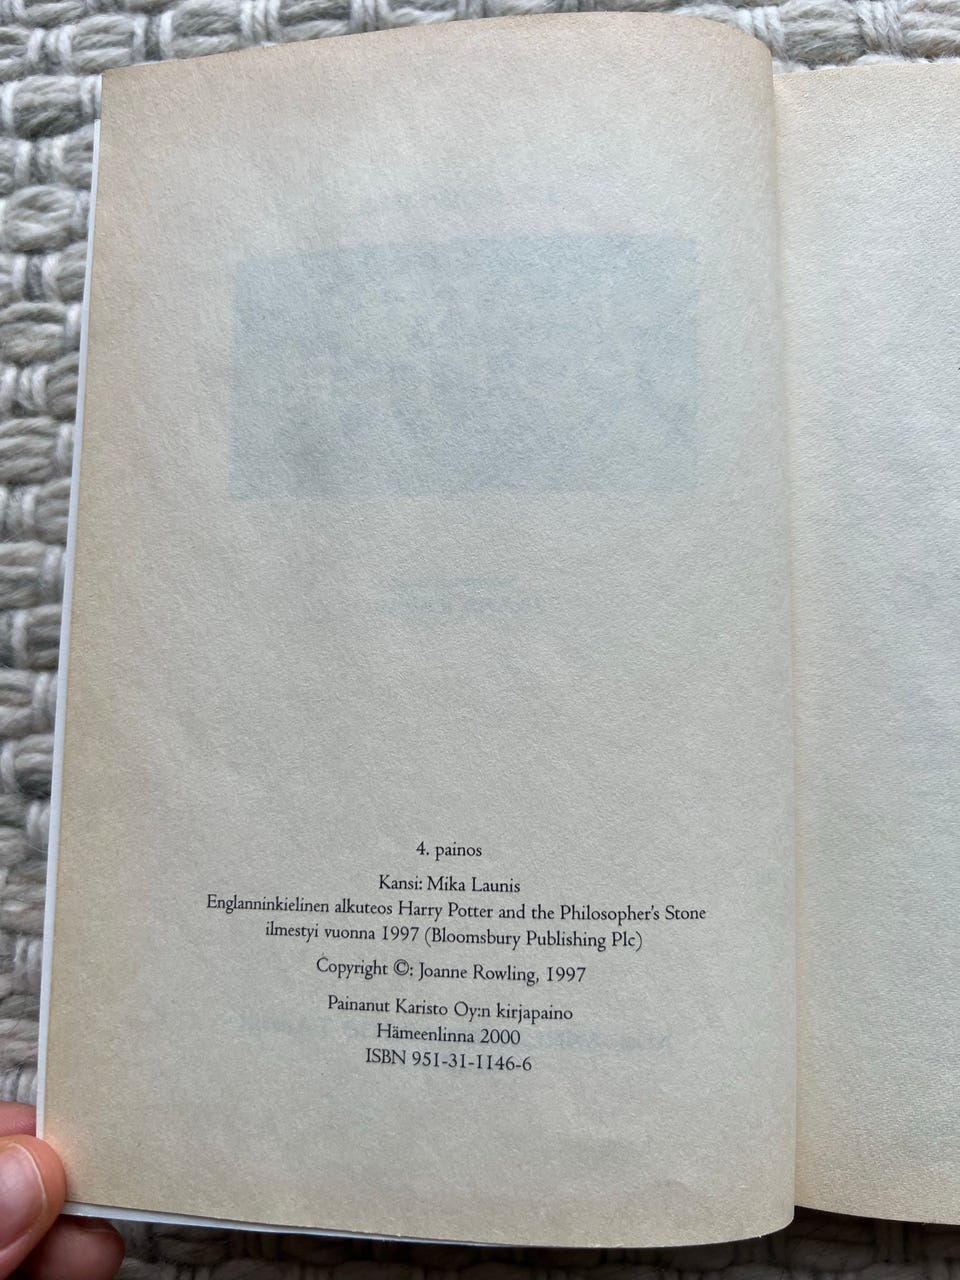 4. painos
Kansi: Mika Launis
Englanninkielinen alkuteos Harry Potter and the Philosopher's Stone
ilmestyi vuonna 1997 (Bloomsbury Publishing Plc)
Copyright ©: Joanne Rowling, 1997
Painanut Karisto Oy:n kirjapaino
Hämeenlinna 2000
ISBN 951-31-1146-6